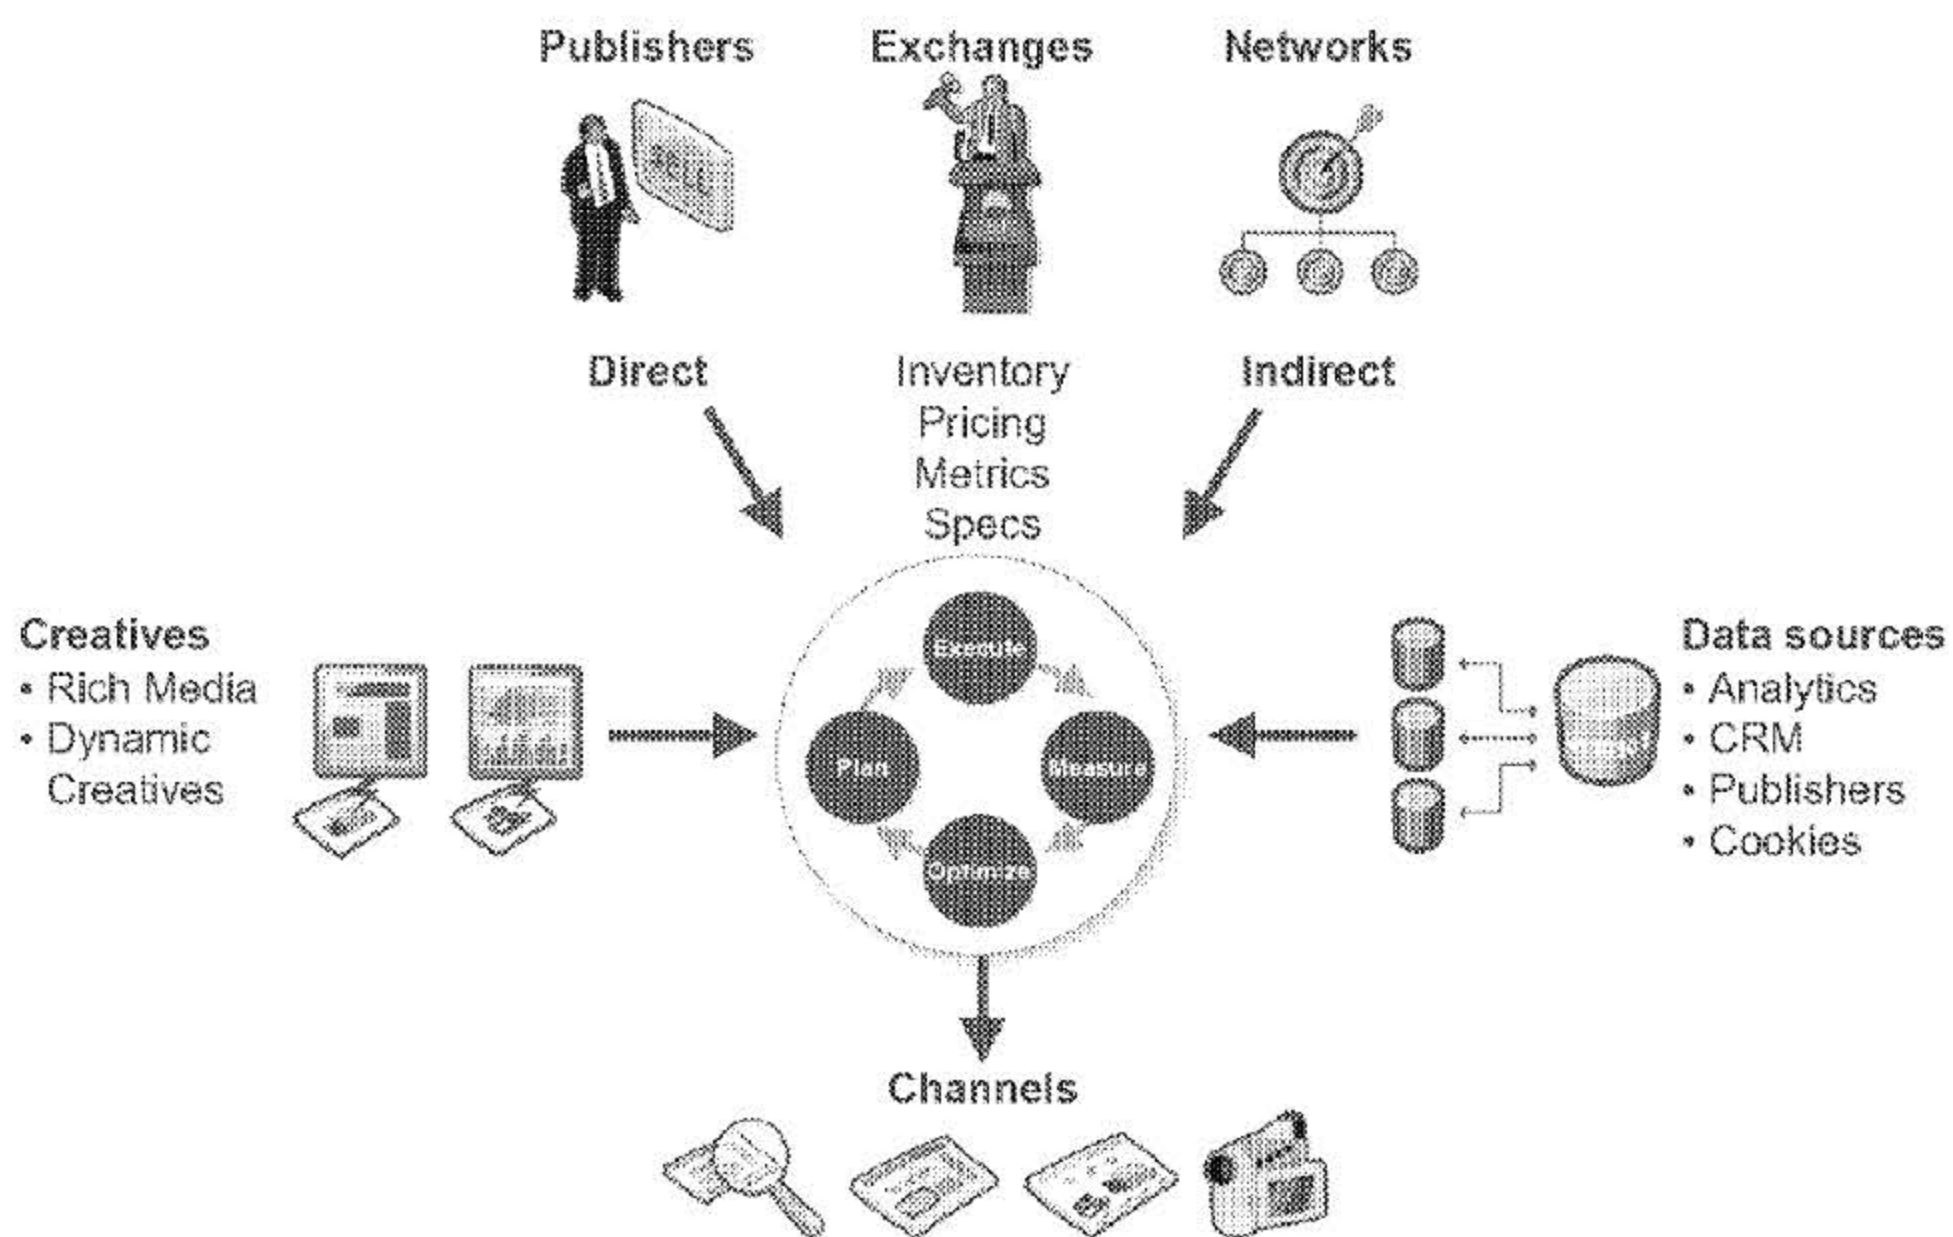 Publishers
Exchanges
Networks
SELL
Direct
Inventory
Indirect
Pricing
Metrics
Specs
Creatives
• Rich Media
• Dynamic
Creatives
Execute
Plan
Measure
Optimize
Data sources
• Analytics
• CRM
• Publishers
• Cookies
Channels